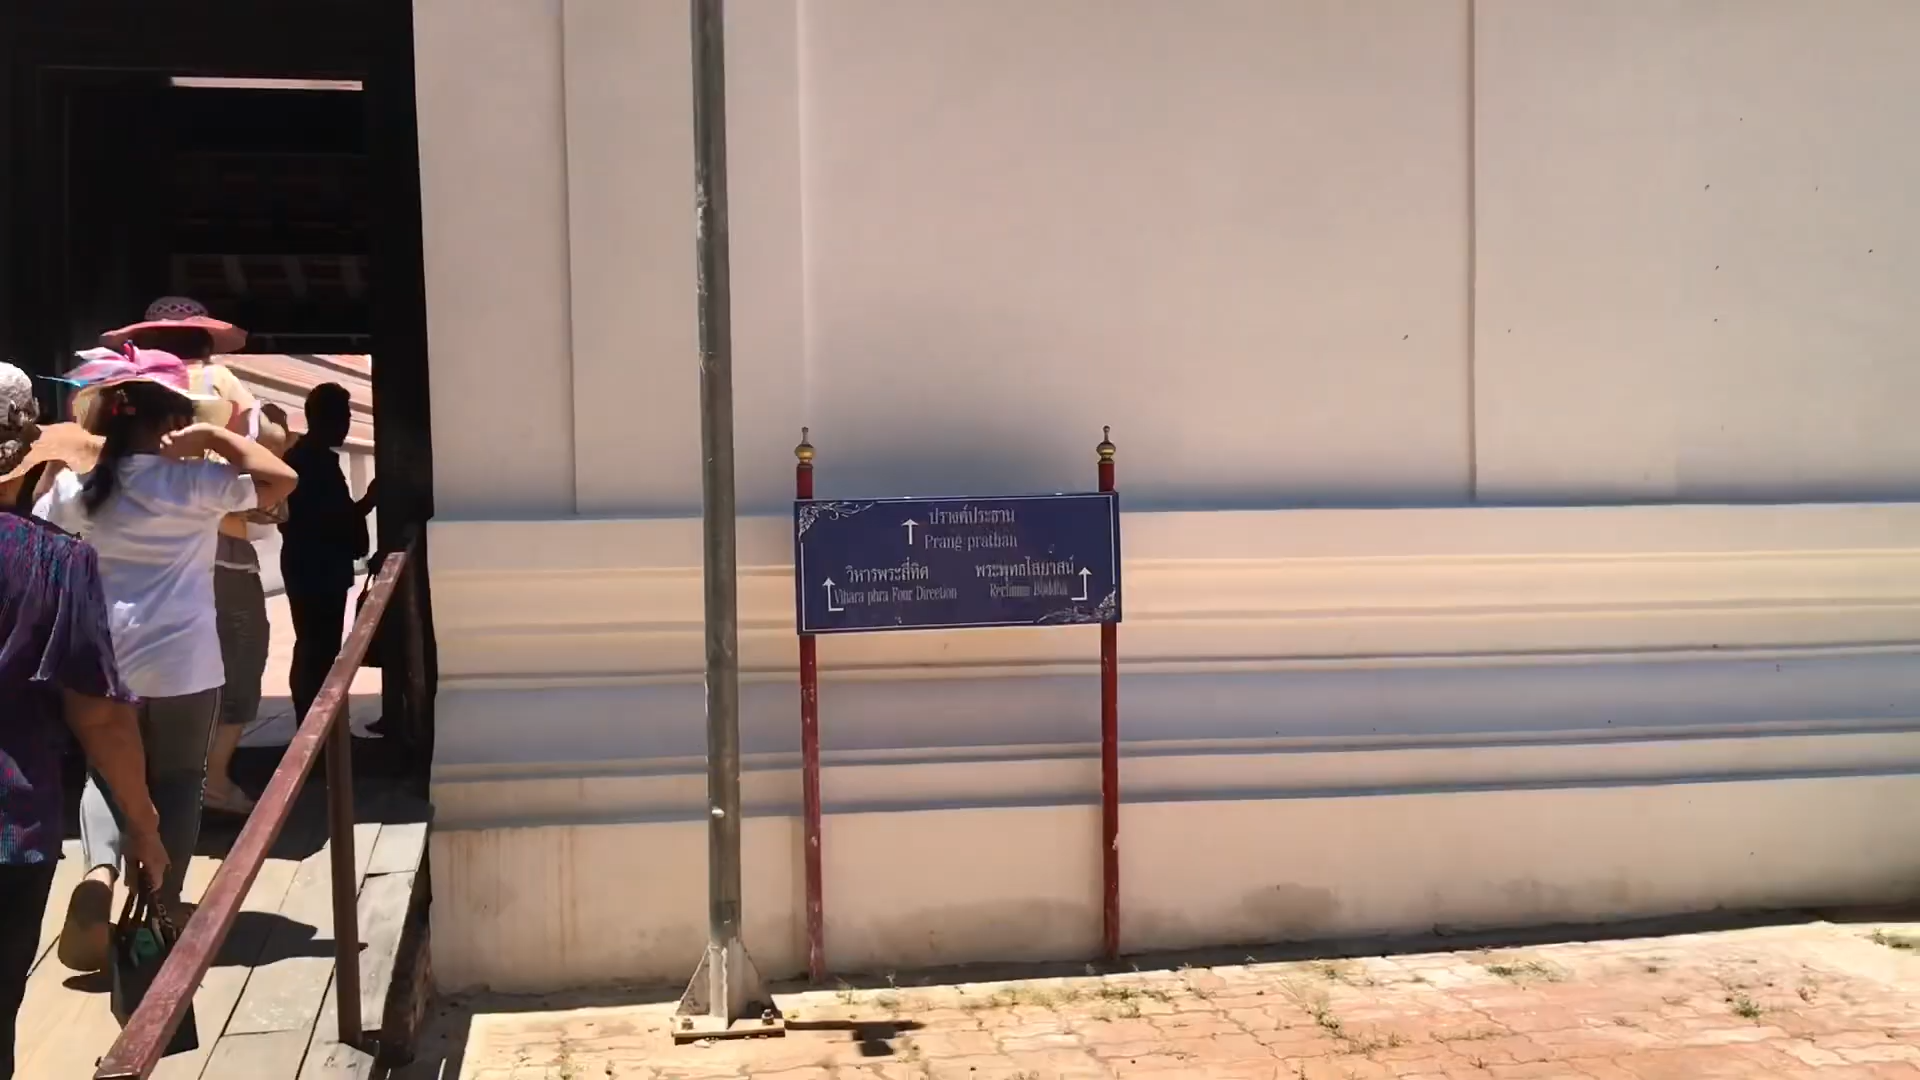 ปรางค์ประธาน
Prang prathan
วิหารพระสี่ทิศ
พระพุทธไสยาสน์
Vihara phra Four Direction
Buddha